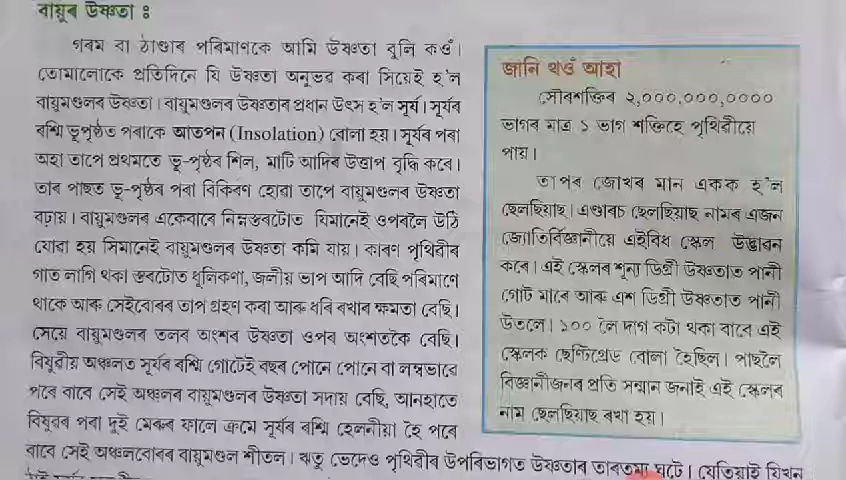 বায়ুৰ উষ্ণতা ঃ
গৰম বা ঠাণ্ডাৰ পৰিমাণকে আমি উষ্ণতা বুলি কওঁ।
তোমালোকে প্ৰতিদিনে যি উষ্ণতা অনুভৱ কৰা সিয়েই হ'ল
বায়ুমণ্ডলৰ উষ্ণতা। বায়ুমণ্ডলৰ উষ্ণতাৰ প্ৰধান উৎস হ'ল সূৰ্য। সূৰ্যৰ
ৰশ্মি ভূপৃষ্ঠত পৰাকে আতপন (Insolation) বোলা হয়। সূৰ্যৰ পৰা
অহা তাপে প্ৰথমতে ভূ-পৃষ্ঠৰ শিল, মাটি আদিৰ উত্তাপ বৃদ্ধি কৰে।
তাৰ পাছত ভূ-পৃষ্ঠৰ পৰা বিকিৰণ হোৱা তাপে বায়ুমণ্ডলৰ উষ্ণতা
বঢ়ায়। বায়ুমণ্ডলৰ একেবাৰে নিম্নস্তৰটোত যিমানেই ওপৰলৈ উঠি
যোৱা হয় সিমানেই বায়ুমণ্ডলৰ উষ্ণতা কমি যায়। কাৰণ পৃথিৱীৰ
গাত লাগি থকা স্তৰটোত ধূলিকণা, জলীয় ভাপ আদি বেছি পৰিমাণে
থাকে আৰু সেইবোৰৰ তাপ গ্ৰহণ কৰা আৰু ধৰি ৰখাৰ ক্ষমতা বেছি।
সেয়ে বায়ুমণ্ডলৰ তলৰ অংশৰ উষ্ণতা ওপৰ অংশতকৈ বেছি।
বিষুৱীয় অঞ্চলত সূৰ্যৰ ৰশ্মি গোটেই বছৰ পোনে পোনে বা লম্বভাৱে
পৰে বাবে সেই অঞ্চলৰ বায়ুমণ্ডলৰ উষ্ণতা সদায় বেছি, আনহাতে
বিষুৱৰ পৰা দুই মেৰুৰ ফালে ক্ৰমে সূৰ্যৰ ৰশ্মি হেলনীয়া হৈ পৰে
বাবে সেই অঞ্চলবোৰৰ বায়ুমণ্ডল শীতল। ঋতু ভেদেও পৃথিৱীৰ উপৰিভাগত উষ্ণতাৰ তাৰতম্য ঘটে। যেতিয়াই যিখন
জানি থওঁ আহা
সৌৰশক্তিৰ ২,০০০,০০০,০০০০
ভাগৰ মাত্ৰ ১ ভাগ শক্তিহে পৃথিৱীয়ে
পায়।
তাপৰ জোখৰ মান একক হ'ল
ছেলছিয়াছ। এণ্ডাৰচ ছেলছিয়াছ নামৰ এজন
জ্যোতিৰ্বিজ্ঞানীয়ে এইবিধ স্কেল উদ্ভাৱন
কৰে। এই স্কেলৰ শূন্য ডিগ্ৰী উষ্ণতাত পানী
গোট মাৰে আৰু এশ ডিগ্ৰী উষ্ণতাত পানী
উতলে। ১০০ লৈ দাগ কটা থকা বাবে এই
স্কেলক ছেণ্টিগ্ৰেড বোলা হৈছিল। পাছলৈ
বিজ্ঞানীজনৰ প্ৰতি সন্মান জনাই এই স্কেলৰ
নাম ছেলছিয়াছ ৰখা হয়।